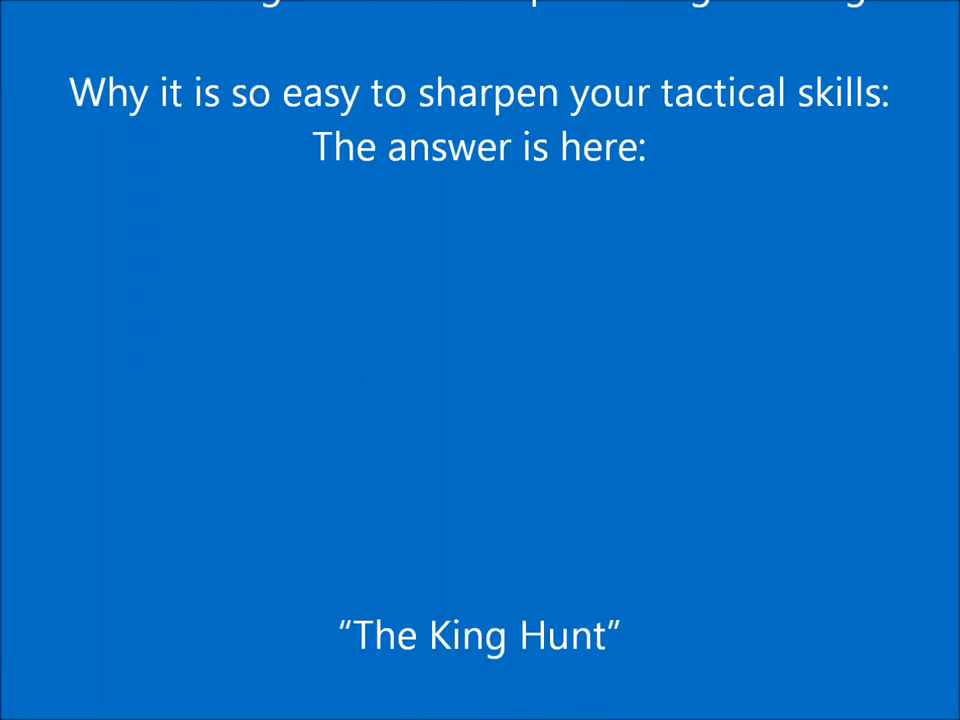 Why it is so easy to sharpen your tactical skills:
The answer is here:
“The King Hunt”